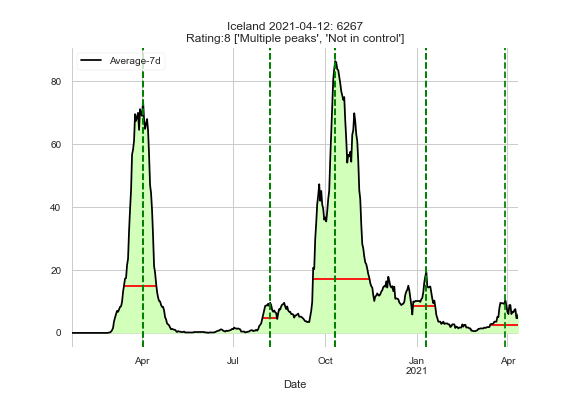 Iceland 2021-04-12: 6267
Rating:8 ['Multiple peaks', 'Not in control']
Average-7d
80
60
40
20
0
Apr
Jul
Oct
Jan
2021
Apr
Date